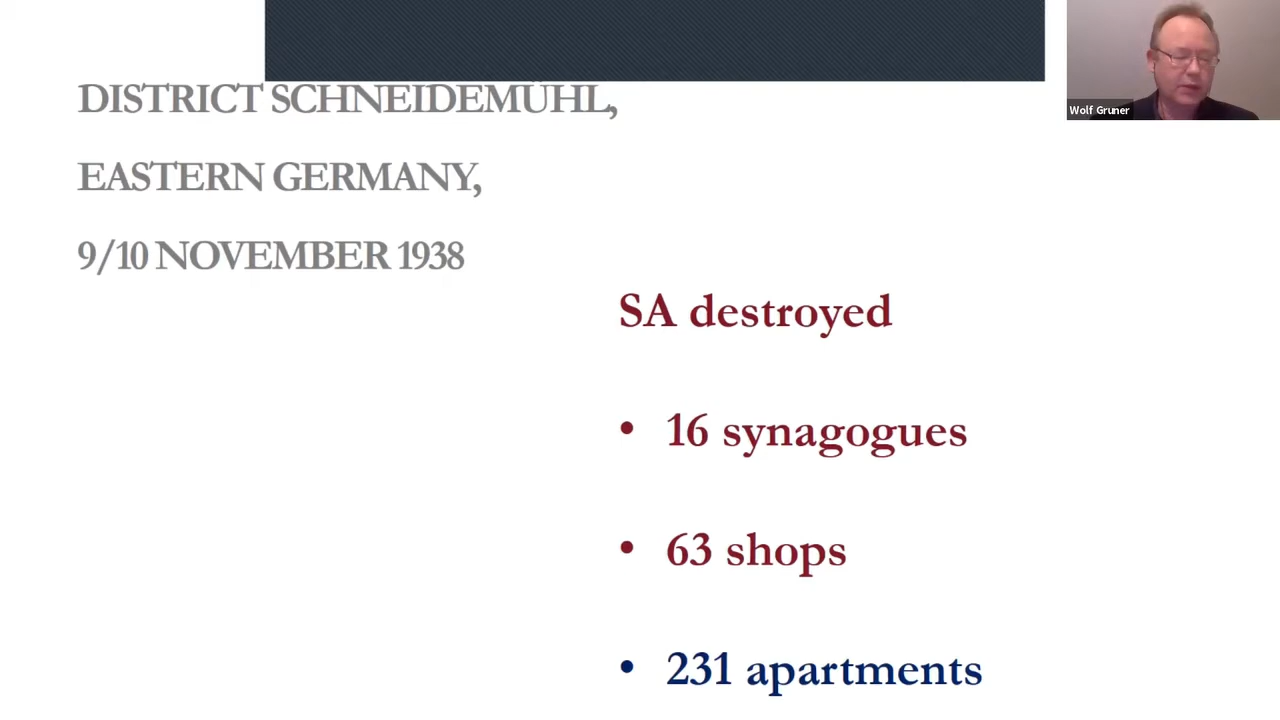 DISTRICT SCHNEIDEMÜHL,
EASTERN GERMANY,
9/10 NOVEMBER 1938
Wolf Gruner
SA destroyed
• 16 synagogues
• 63 shops
• 231 apartments